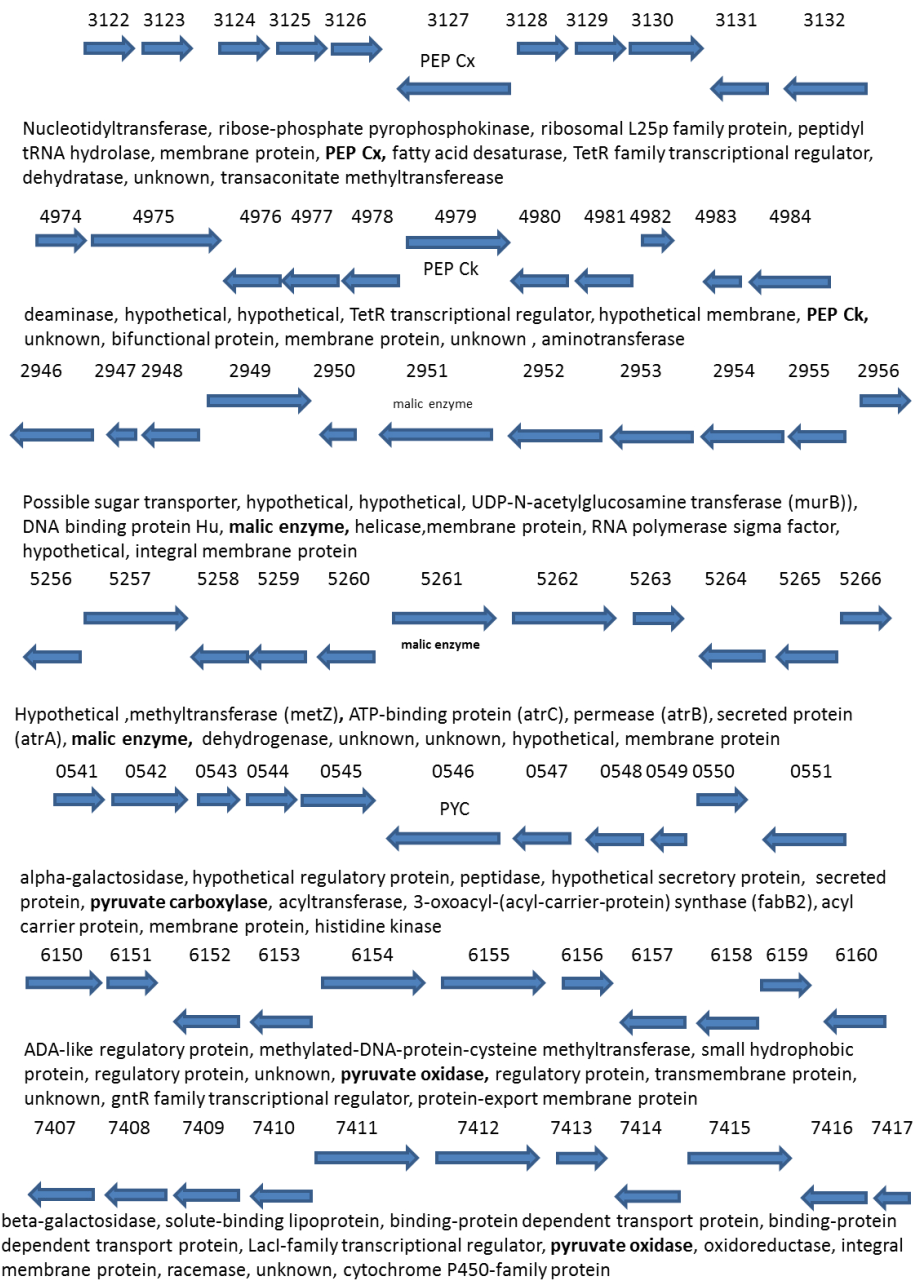 3122 3123 3124 3125 3126 3127 3128 3129 3130 3131 3132
PEP Cx
Nucleotidyltransferase, ribose-phosphate pyrophosphokinase, ribosomal L25p family protein, peptidyl
tRNA hydrolase, membrane protein, PEP Cx, fatty acid desaturase, TetR family transcriptional regulator,
dehydratase, unknown, transaconitate methyltransferease
4974 4975 4976 4977 4978 4979 4980 4981 4982 4983 4984
PEP Ck
deaminase, hypothetical, hypothetical, TetR transcriptional regulator, hypothetical membrane, PEP Ck,
unknown, bifunctional protein, membrane protein, unknown , aminotransferase
2946 2947 2948 2949 2950 2951 2952 2953 2954 2955 2956
malic enzyme
Possible sugar transporter, hypothetical, hypothetical, UDP-N-acetylglucosamine transferase (murB)),
DNA binding protein Hu, malic enzyme, helicase,membrane protein, RNA polymerase sigma factor,
hypothetical, integral membrane protein
5256 5257 5258 5259 5260 5261 5262 5263 5264 5265 5266
malic enzyme
Hypothetical ,methyltransferase (metZ), ATP-binding protein (atrC), permease (atrB), secreted protein
(atrA), malic enzyme, dehydrogenase, unknown, unknown, hypothetical, membrane protein
0541 0542 0543 0544 0545 0546 0547 0548 0549 0550 0551
PYC
alpha-galactosidase, hypothetical regulatory protein, peptidase, hypothetical secretory protein, secreted
protein, pyruvate carboxylase, acyltransferase, 3-oxoacyl-(acyl-carrier-protein) synthase (fabB2), acyl
carrier protein, membrane protein, histidine kinase
6150 6151 6152 6153 6154 6155 6156 6157 6158 6159 6160
ADA-like regulatory protein, methylated-DNA-protein-cysteine methyltransferase, small hydrophobic
protein, regulatory protein, unknown, pyruvate oxidase, regulatory protein, transmembrane protein,
unknown, gntR family transcriptional regulator, protein-export membrane protein
7407 7408 7409 7410 7411 7412 7413 7414 7415 7416 7417
beta-galactosidase, solute-binding lipoprotein, binding-protein dependent transport protein, binding-protein
dependent transport protein, LacI-family transcriptional regulator, pyruvate oxidase, oxidoreductase, integral
membrane protein, racemase, unknown, cytochrome P450-family protein